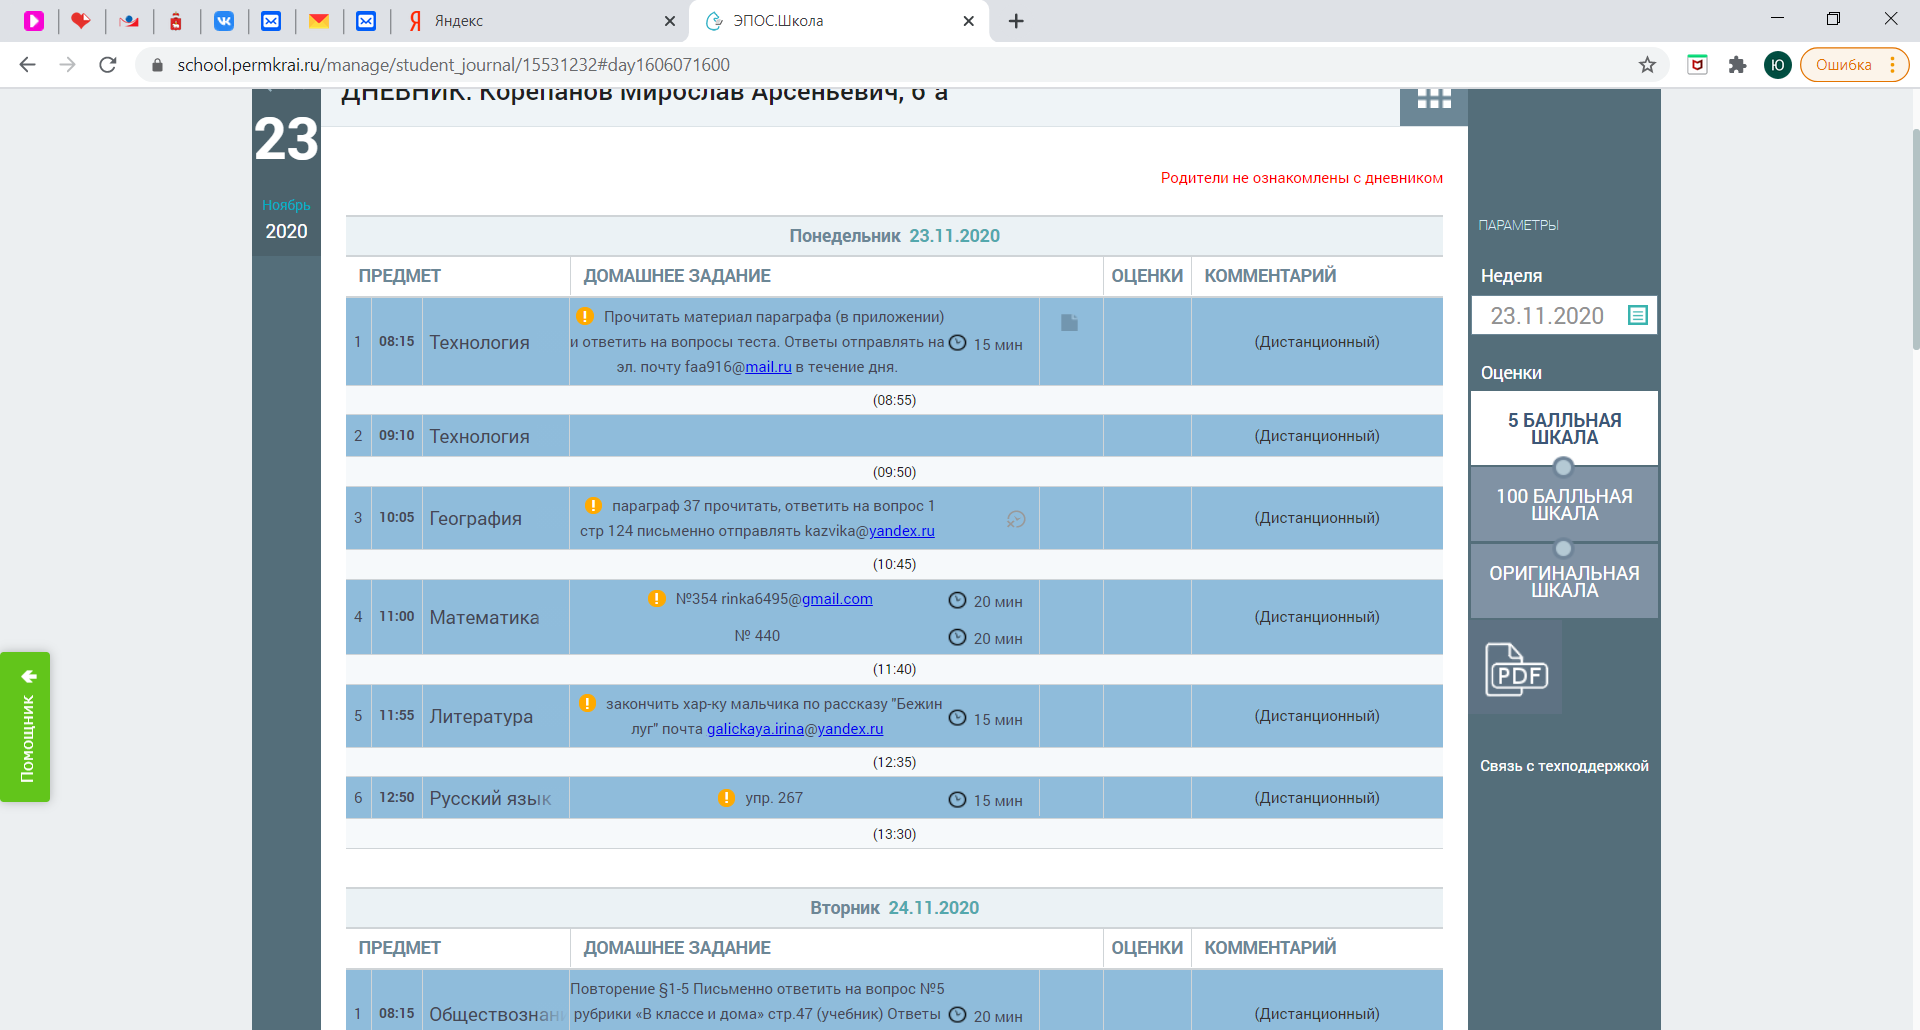 Яндекс
ЭПОС.Школа
school.permkrai.ru/manage/student_journal/15531232#day1606071600
Ю
Ошибка
ДНЕВНИК. Корепанов Мирослав Арсеньевич, 6 а
23
Ноябрь
2020
Родители не ознакомлены с дневником
Понедельник 23.11.2020
ПРЕДМЕТ ДОМАШНЕЕ ЗАДАНИЕ ОЦЕНКИ КОММЕНТАРИЙ
1 08:15 Технология
Прочитать материал параграфа (в приложении)
и ответить на вопросы теста. Ответы отправлять на
эл. почту faa916@mail.ru в течение дня.
15 мин
(Дистанционный)
(08:55)
2 09:10 Технология (Дистанционный)
(09:50)
3 10:05 География
параграф 37 прочитать, ответить на вопрос 1
стр 124 письменно отправлять kazvika@yandex.ru
(Дистанционный)
(10:45)
4 11:00 Математика
№354 rinka6495@gmail.com 20 мин
№ 440 20 мин
(Дистанционный)
(11:40)
5 11:55 Литература
закончить хар-ку мальчика по рассказу "Бежин
луг" почта galickaya.irina@yandex.ru
15 мин
(Дистанционный)
(12:35)
6 12:50 Русский язык упр. 267 15 мин (Дистанционный)
(13:30)
Вторник 24.11.2020
ПРЕДМЕТ ДОМАШНЕЕ ЗАДАНИЕ ОЦЕНКИ КОММЕНТАРИЙ
1 08:15 Обществознани
Повторение §1-5 Письменно ответить на вопрос №5
рубрики «В классе и дома» стр.47 (учебник) Ответы
20 мин
(Дистанционный)
ПАРАМЕТРЫ
Неделя
23.11.2020
Оценки
5 БАЛЛЬНАЯ
ШКАЛА
100 БАЛЛЬНАЯ
ШКАЛА
ОРИГИНАЛЬНАЯ
ШКАЛА
PDF
Связь с техподдержкой
Помощник